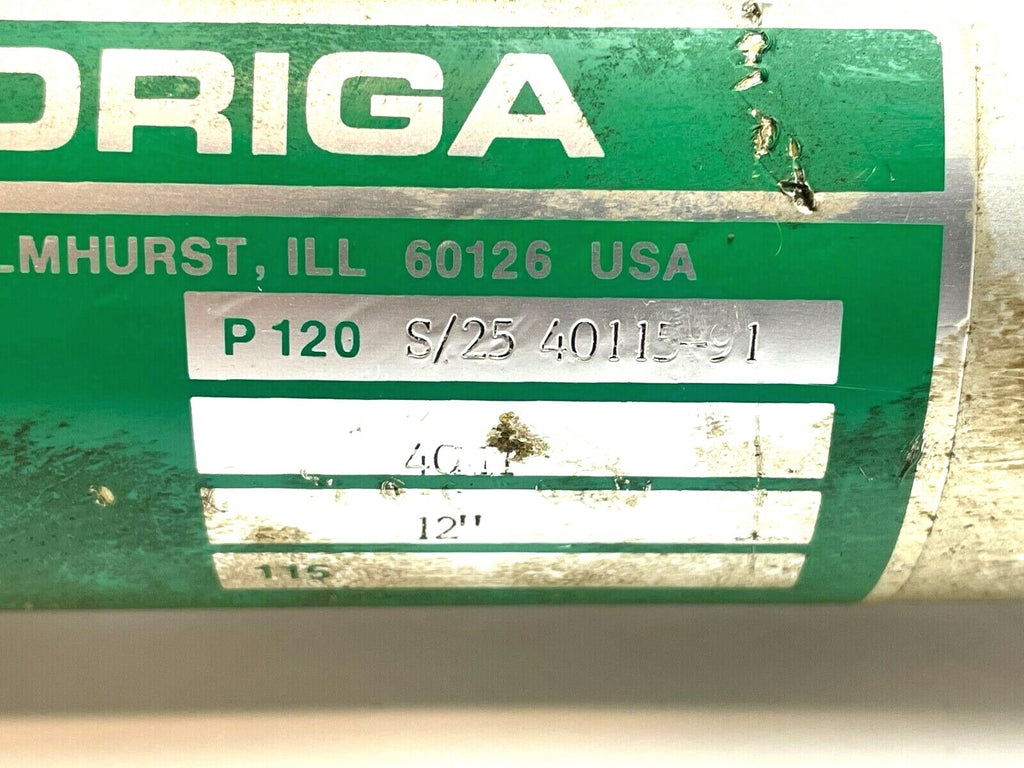 ORIGA
LMHURST, ILL 60126 USA
P 120 S/25 40115-91
12"
115